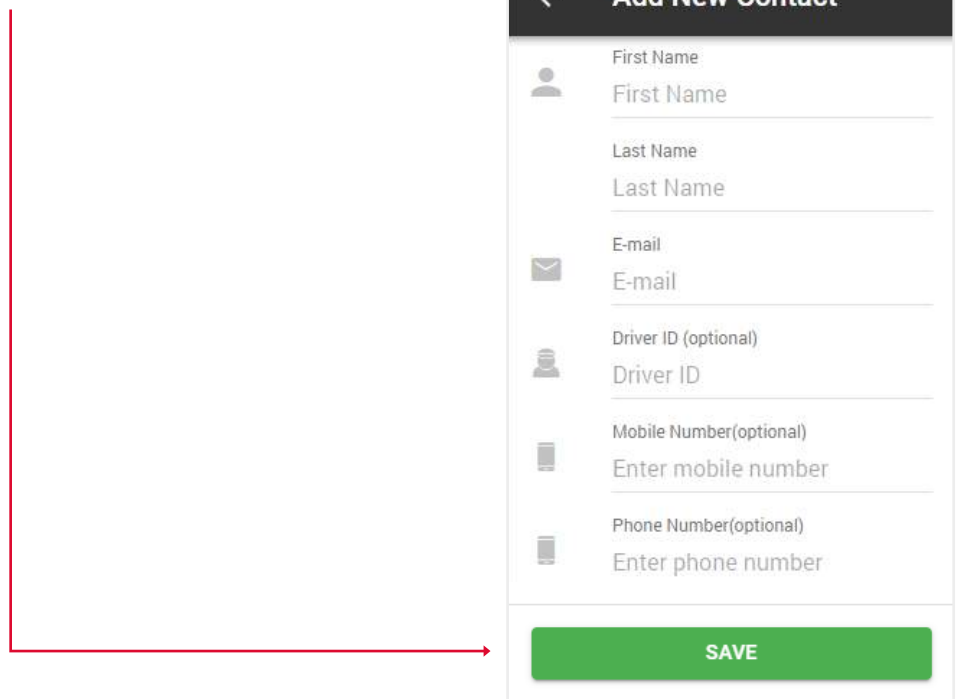 Add New Contact
First Name
First Name
Last Name
Last Name
E-mail
E-mail
Driver ID (optional)
Driver ID
Mobile Number(optional)
Enter mobile number
Phone Number(optional)
Enter phone number
SAVE